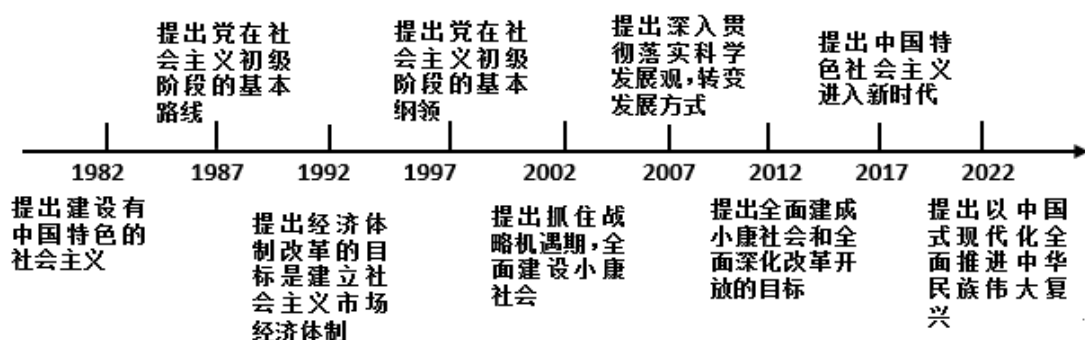 提出党在社
会主义初级
阶段的基本
路线
提出党在社
会主义初级
阶段的基本
纲领
提出深入贯
彻落实科学
发展观,转变
发展方式
提出中国特
色社会主义
进入新时代
1982
1987
1992
1997
2002
2007
2012
2017
2022
提出建设有
中国特色的
社会主义
提出经济体
制改革的目
标是建立社
会主义市场
经济体制
提出抓住战
略机遇期,全
面建设小康
社会
提出全面建成
小康社会和全
面深化改革开
放的目标
提出以中国
式现代化全
面推进中华
民族伟大复
兴